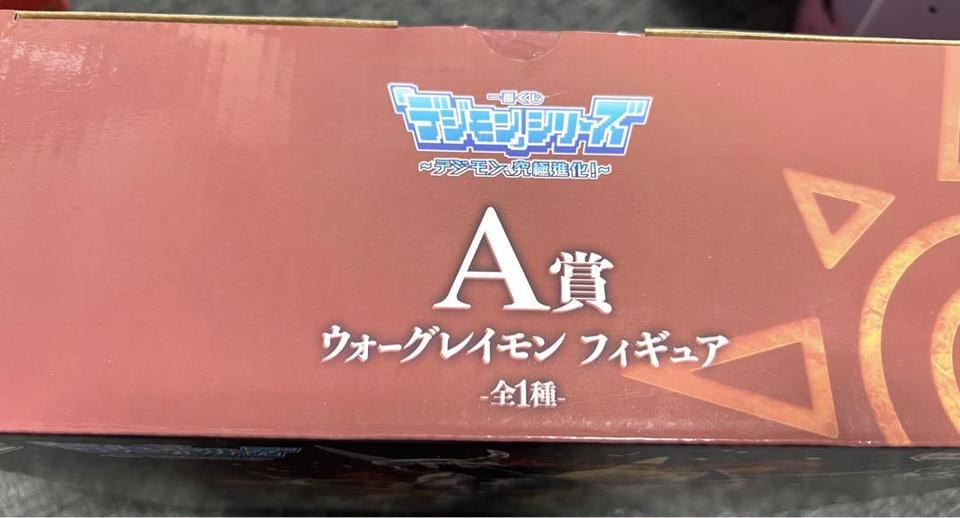 一番くじ
デジモンシリーズ
~デジモン、究極進化!~
A賞
ウォーグレイモン フィギュア
-全1種-